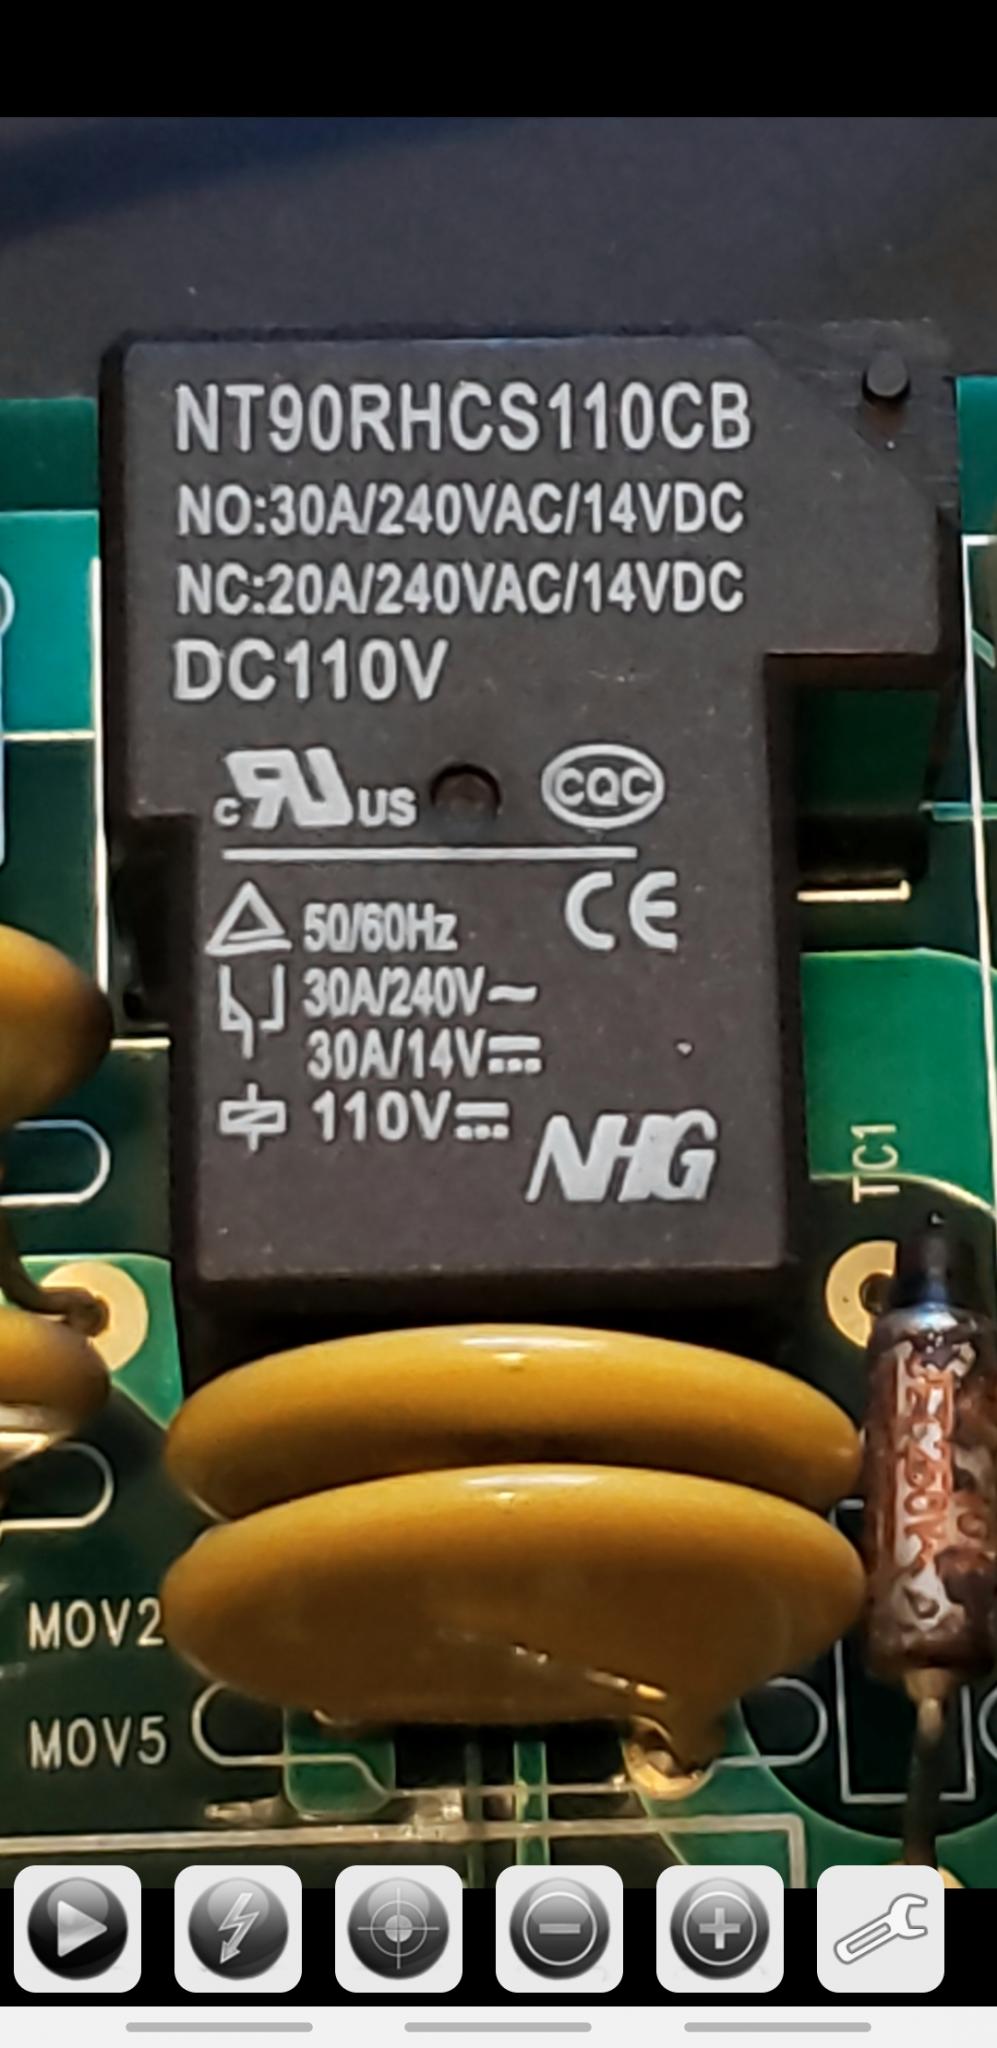 NT90RHCS110CB
NO:30A/240VAC/14VDC
NC:20A/240VAC/14VDC
DC110V
c RU US
CQC
50/60Hz
CE
30A/240V~
30A/14V⎓
110V⎓
NHG
TC1
MOV2
MOV5